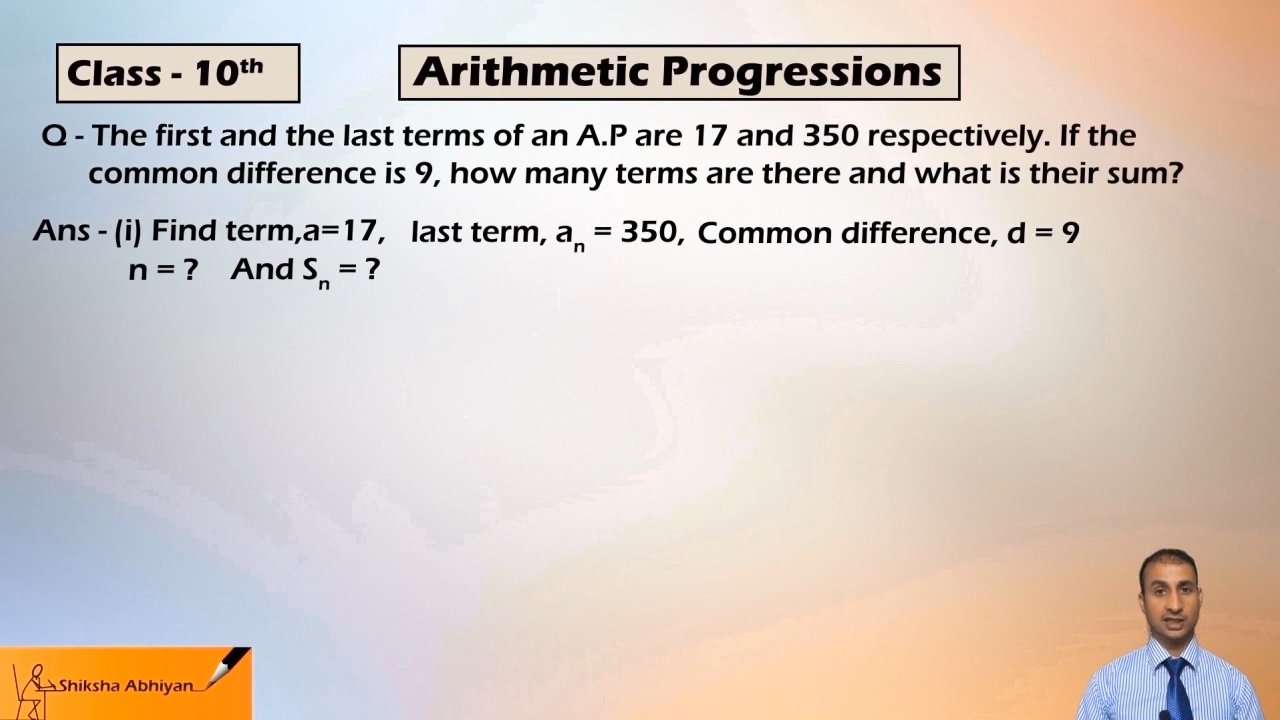 Class - 10th
Arithmetic Progressions
Q - The first and the last terms of an A.P are 17 and 350 respectively. If the
common difference is 9, how many terms are there and what is their sum?
Ans - (i) Find term,a=17, last term, an = 350, Common difference, d = 9
n = ? And Sn = ?
Shiksha Abhiyan